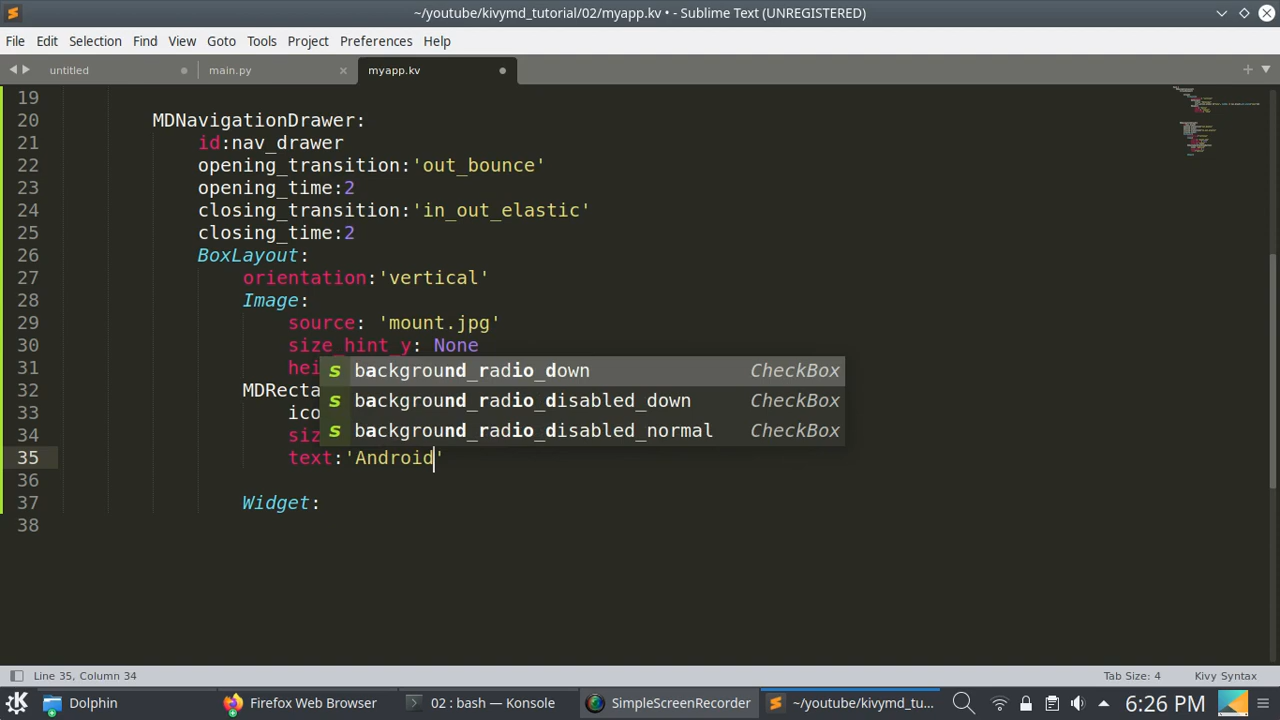 ~/youtube/kivymd_tutorial/02/myapp.kv • - Sublime Text (UNREGISTERED)
File Edit Selection Find View Goto Tools Project Preferences Help
untitled main.py myapp.kv
19
20 MDNavigationDrawer:
21 id:nav_drawer
22 opening_transition:'out_bounce'
23 opening_time:2
24 closing_transition:'in_out_elastic'
25 closing_time:2
26 BoxLayout:
27 orientation:'vertical'
28 Image:
29 source: 'mount.jpg'
30 size_hint_y: None
31 hei
s background_radio_down CheckBox
32 MDRecta
s background_radio_disabled_down CheckBox
33 ico
34 siz
s background_radio_disabled_normal CheckBox
35 text:'Android'
36
37 Widget:
38
Line 35, Column 34 Tab Size: 4 Kivy Syntax
Dolphin Firefox Web Browser 02 : bash — Konsole SimpleScreenRecorder ~/youtube/kivymd_tu... 6:26 PM